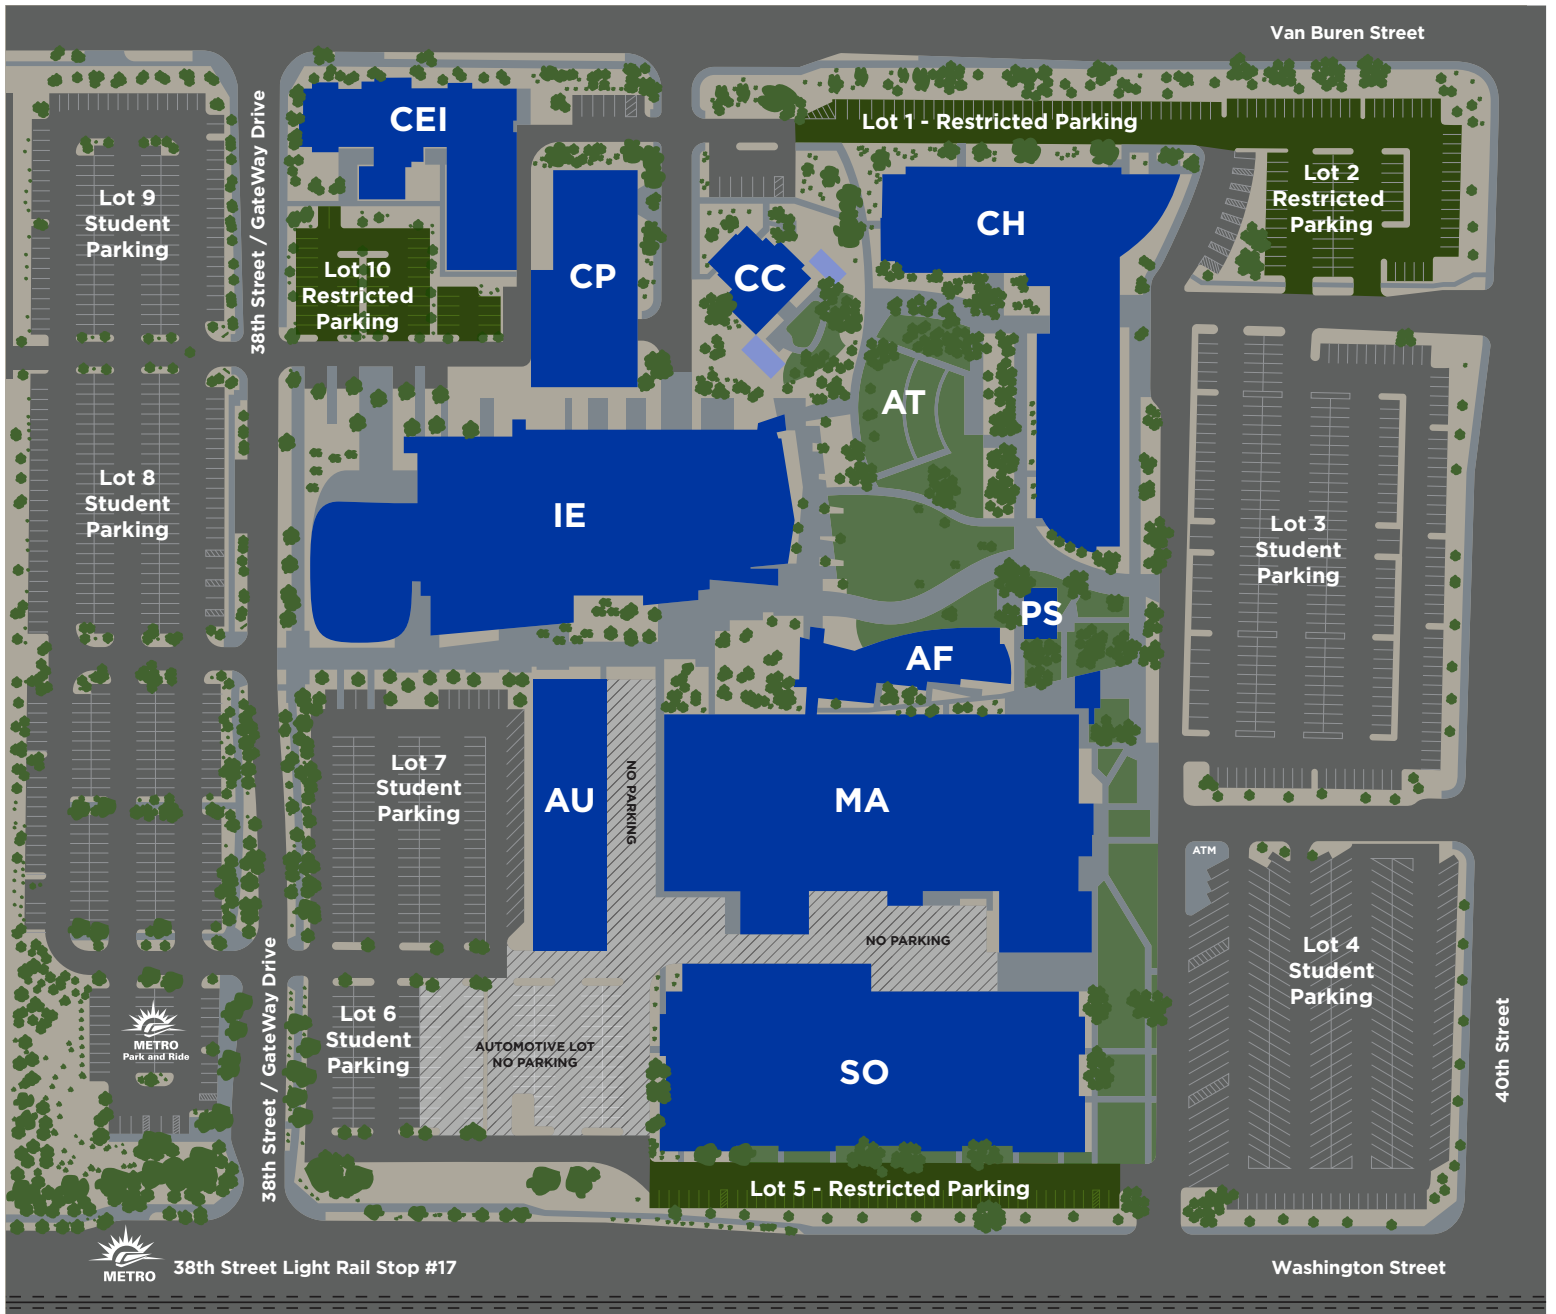 Van Buren Street
CEI
Lot 1 - Restricted Parking
38th Street / GateWay Drive
Lot 9
Student
Parking
Lot 2
Restricted
Parking
CH
CP
CC
Lot 10
Restricted
Parking
AT
Lot 8
Student
Parking
IE
Lot 3
Student
Parking
PS
AF
Lot 7
Student
Parking
AU
NO PARKING
MA
ATM
NO PARKING
Lot 4
Student
Parking
38th Street / GateWay Drive
METRO
Park and Ride
Lot 6
Student
Parking
AUTOMOTIVE LOT
NO PARKING
SO
40th Street
Lot 5 - Restricted Parking
METRO
38th Street Light Rail Stop #17
Washington Street